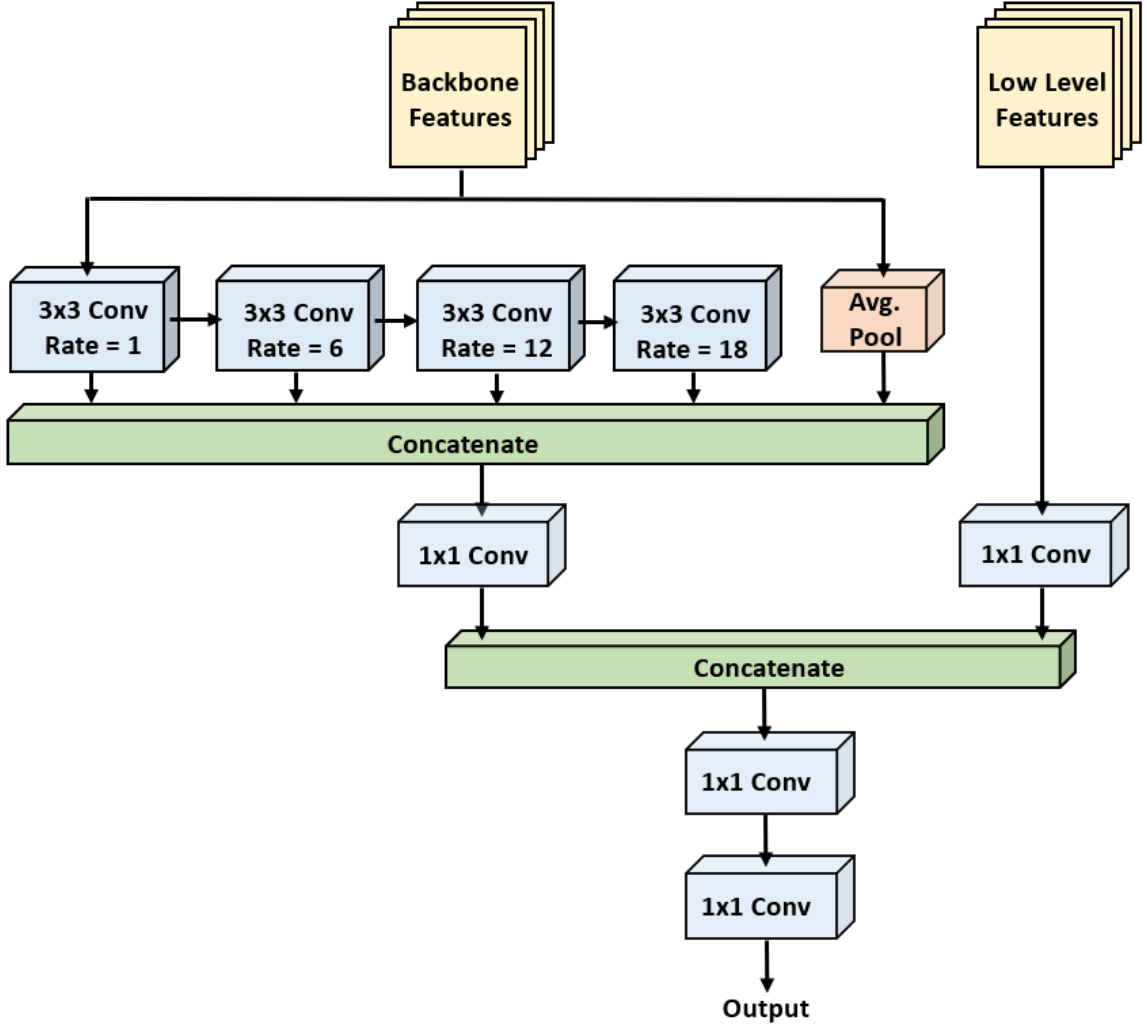 Backbone
Features
Low Level
Features
3x3 Conv
Rate = 1
3x3 Conv
Rate = 6
3x3 Conv
Rate = 12
3x3 Conv
Rate = 18
Avg.
Pool
Concatenate
1x1 Conv
1x1 Conv
Concatenate
1x1 Conv
1x1 Conv
Output